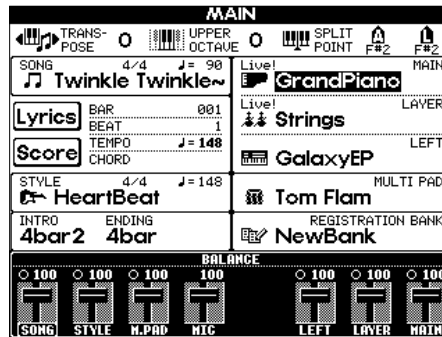 MAIN
TRANS-
POSE 0
UPPER
OCTAVE 0
SPLIT
POINT
A
F#2
L
F#2
SONG 4/4 ♩= 90
Twinkle Twinkle~
Lyrics
BAR 001
BEAT 1
Score
TEMPO ♩=148
CHORD
STYLE 4/4 ♩=148
HeartBeat
INTRO ENDING
4bar2 4bar
Live! MAIN
GrandPiano
Live! LAYER
Strings
LEFT
GalaxyEP
MULTI PAD
Tom Flam
REGISTRATION BANK
NewBank
BALANCE
100 100 100 100 100 100 100
SONG STYLE M.PAD MIC LEFT LAYER MAIN